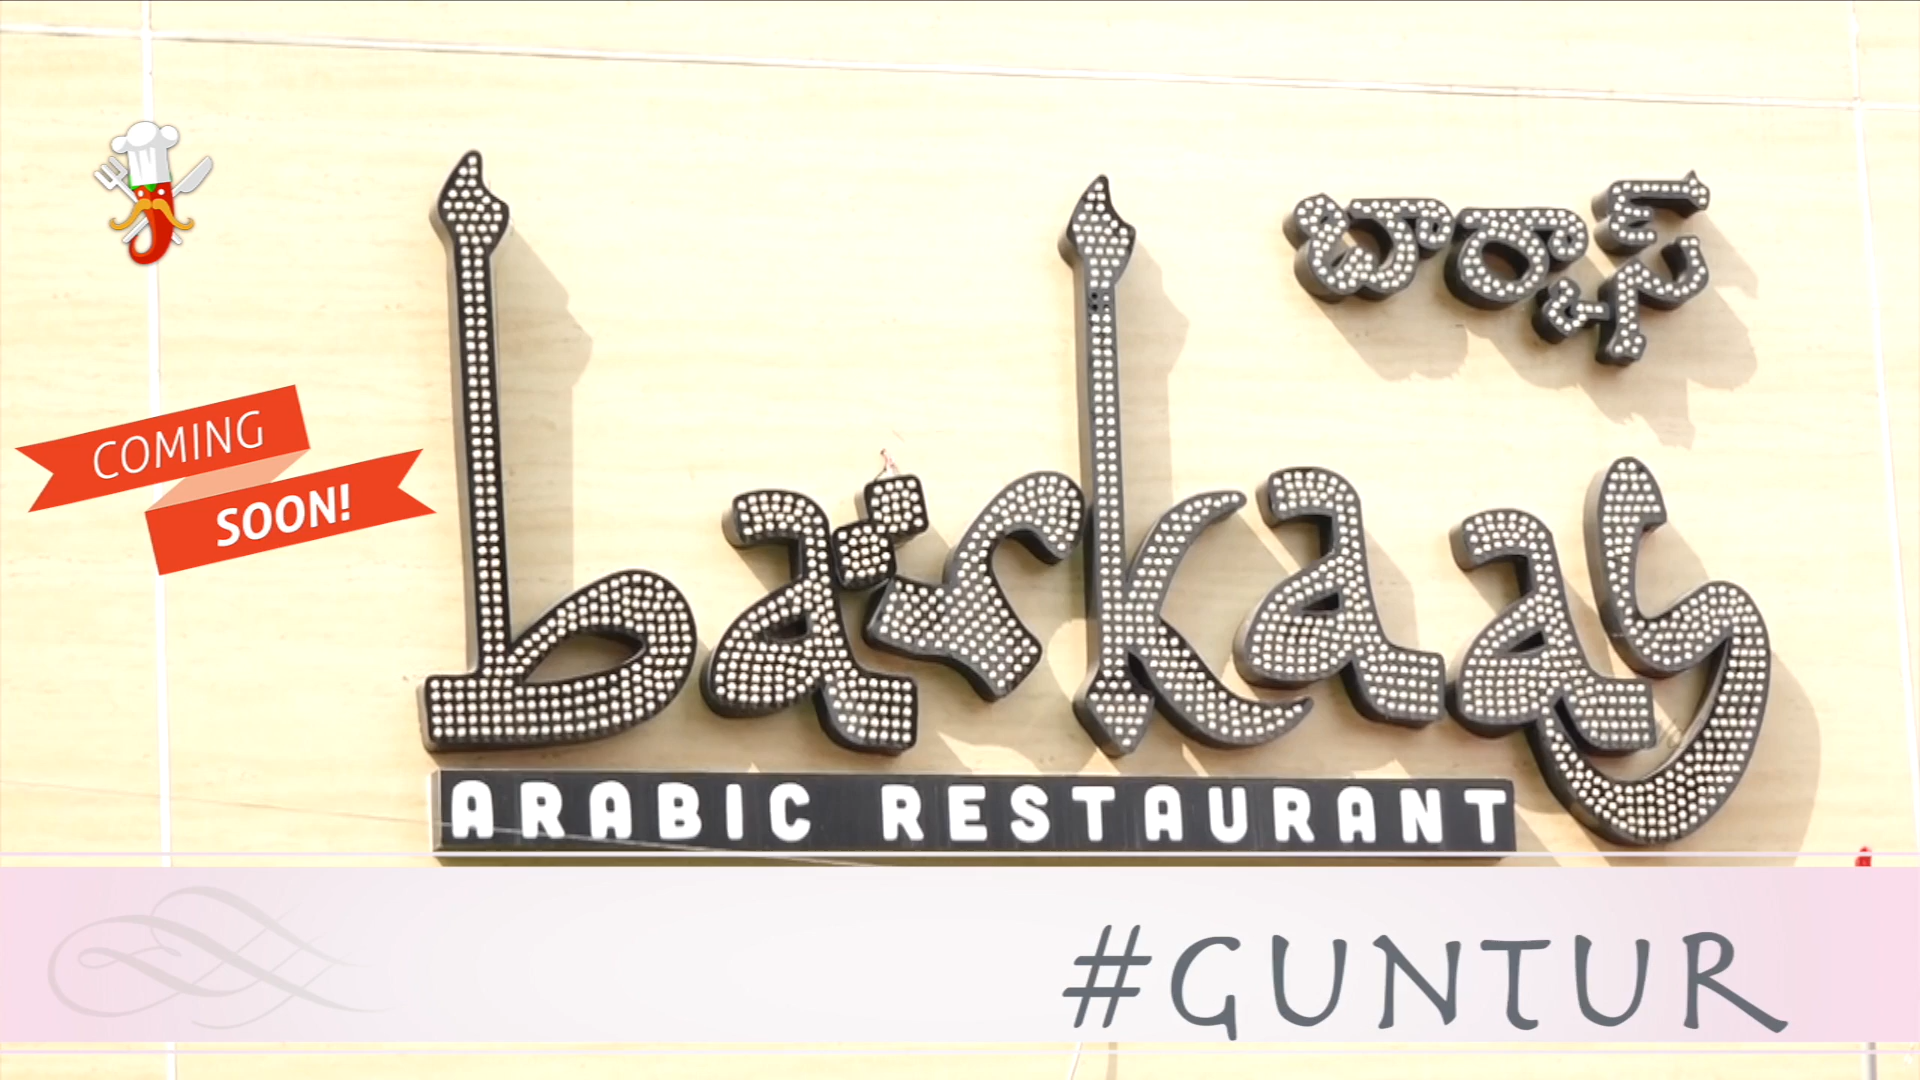 బార్కాస్
COMING
SOON!
barkaas
ARABIC RESTAURANT
#GUNTUR